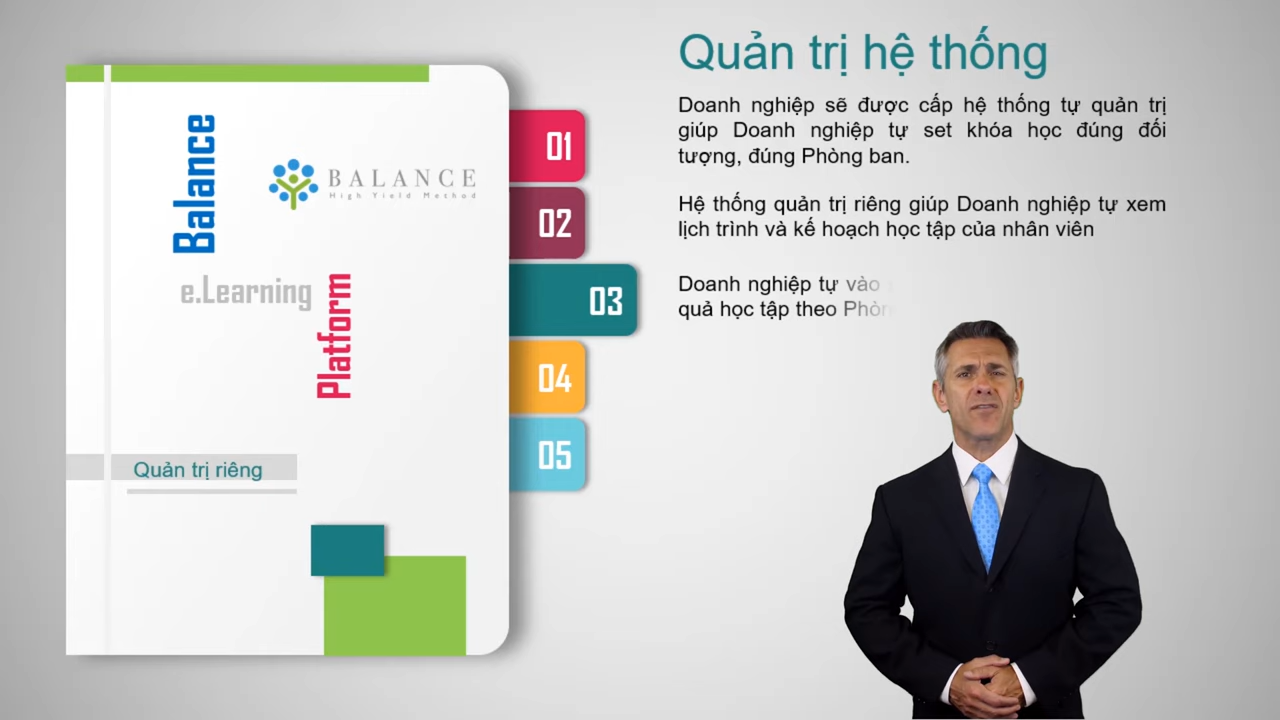 Balance
BALANCE
High Yield Method
e.Learning
Platform
Quản trị riêng
01
02
03
04
05
Quản trị hệ thống
Doanh nghiệp sẽ được cấp hệ thống tự quản trị
giúp Doanh nghiệp tự set khóa học đúng đối
tượng, đúng Phòng ban.
Hệ thống quản trị riêng giúp Doanh nghiệp tự xem
lịch trình và kế hoạch học tập của nhân viên
Doanh nghiệp tự vào
quả học tập theo Phòn